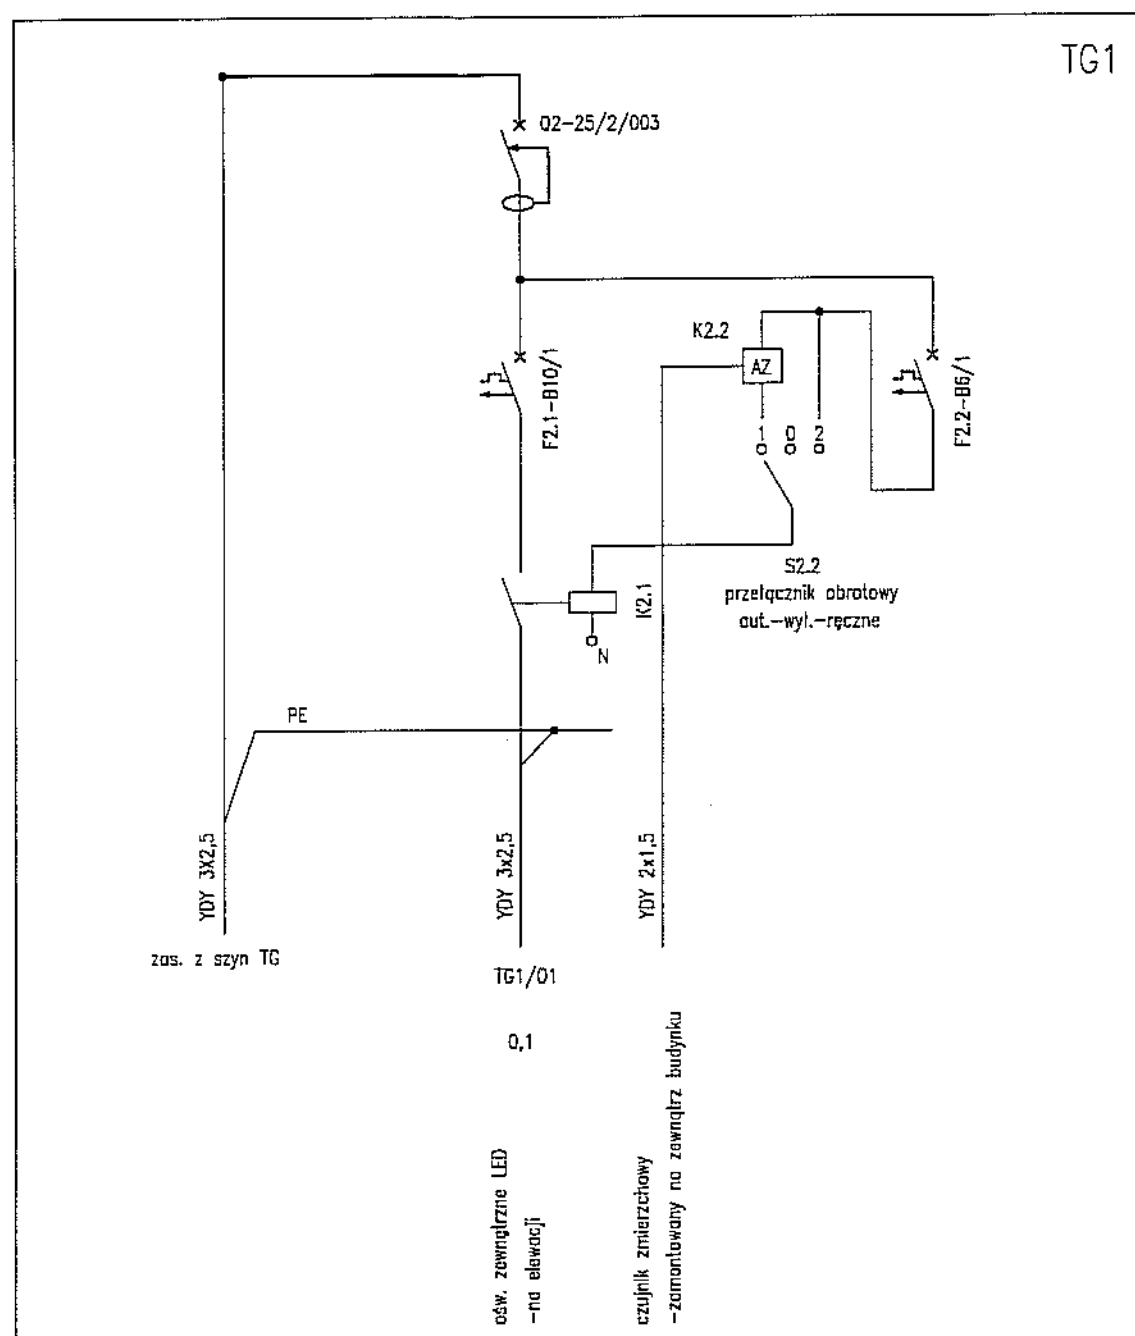 TG1
Q2-25/2/003
K2.2
AZ
F2.1-B10/1
F2.2-B6/1
1 0 2
S2.2
przełącznik obrotowy
aut.-wył.-ręczne
K2.1
N
PE
YDY 3X2,5
YDY 3x2,5
YDY 2x1,5
zas. z szyn TG
TG1/01
0,1
ośw. zewnętrzne LED
-na elewacji
czujnik zmierzchowy
-zamontowany na zewnątrz budynku